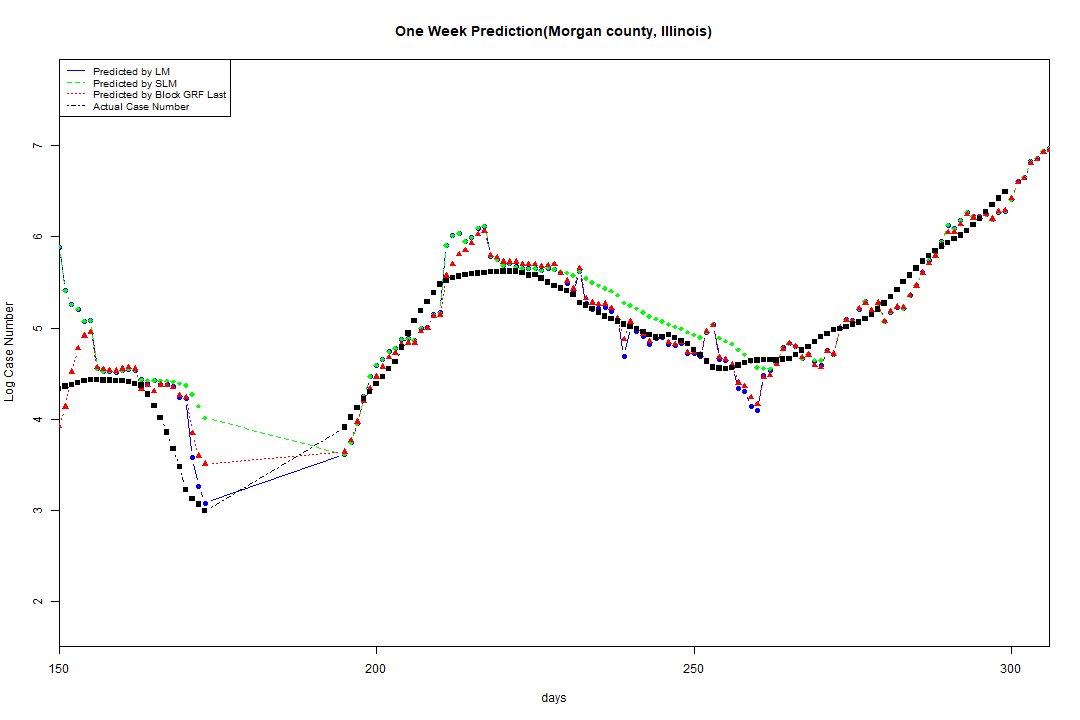 One Week Prediction(Morgan county, Illinois)
Predicted by LM
Predicted by SLM
Predicted by Block GRF Last
Actual Case Number
7
6
5
4
3
2
Log Case Number
150
200
250
300
days